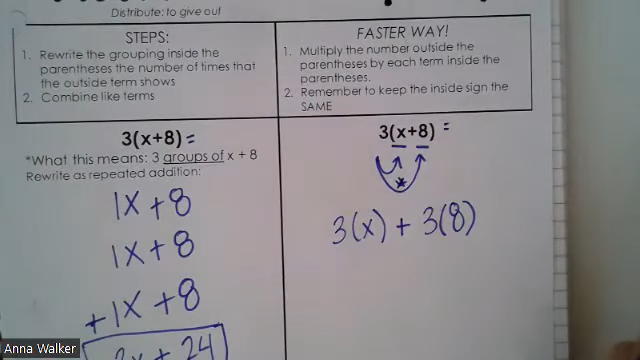 Distribute: to give out
STEPS:
1. Rewrite the grouping inside the
parentheses the number of times that
the outside term shows
2. Combine like terms
FASTER WAY!
1. Multiply the number outside the
parentheses by each term inside the
parentheses.
2. Remember to keep the inside sign the
SAME
3(x+8)=
*What this means: 3 groups of x + 8
Rewrite as repeated addition:
1x + 8
1x + 8
+1x + 8
3x + 24
3(x+8) =
*
3(x) + 3(8)
Anna Walker